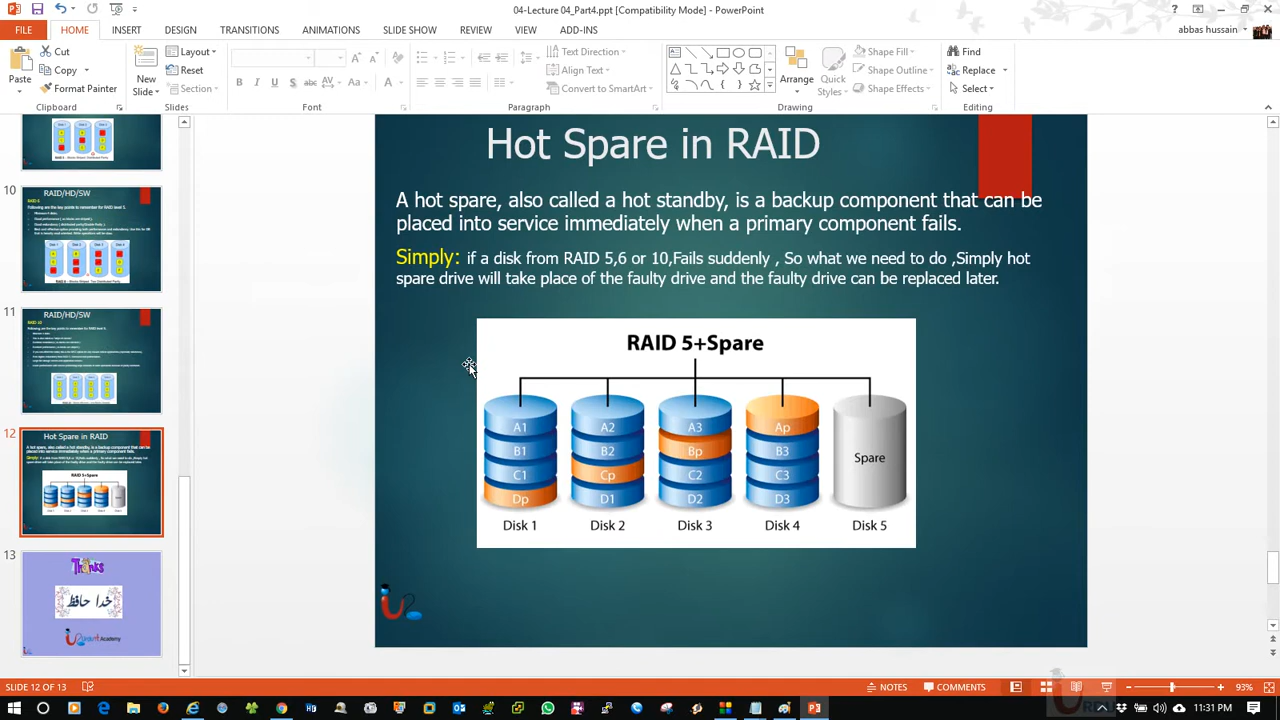 04-Lecture 04_Part4.ppt [Compatibility Mode] - PowerPoint
FILE HOME INSERT DESIGN TRANSITIONS ANIMATIONS SLIDE SHOW REVIEW VIEW ADD-INS
abbas hussain
Paste
Cut
Copy
Format Painter
Clipboard
New
Slide
Layout
Reset
Section
Slides
Font
Text Direction
Align Text
Convert to SmartArt
Paragraph
Arrange
Quick
Styles
Drawing
Shape Fill
Shape Outline
Shape Effects
Find
Replace
Select
Editing
10
RAID/HD/SW
11
RAID/HD/SW
12
Hot Spare in RAID
RAID 5+Spare
13
Thanks
خدا حافظ
Academy
Hot Spare in RAID
A hot spare, also called a hot standby, is a backup component that can be
placed into service immediately when a primary component fails.
Simply: if a disk from RAID 5,6 or 10,Fails suddenly , So what we need to do ,Simply hot
spare drive will take place of the faulty drive and the faulty drive can be replaced later.
RAID 5+Spare
A1 A2 A3 Ap
B1 B2 Bp B3
Spare
C1 Cp C2 C3
Dp D1 D2 D3
Disk 1 Disk 2 Disk 3 Disk 4 Disk 5
SLIDE 12 OF 13
NOTES
COMMENTS
93%
11:31 PM